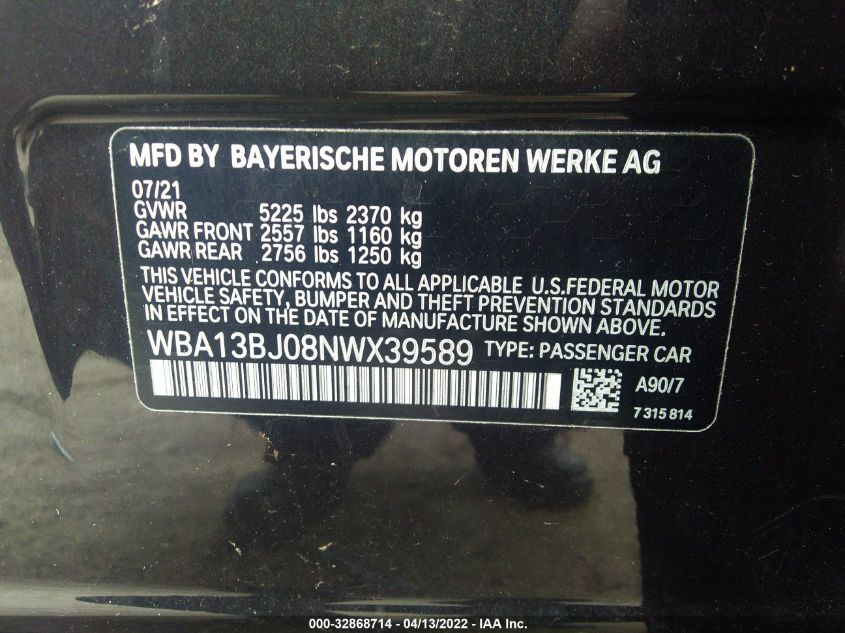 MFD BY BAYERISCHE MOTOREN WERKE AG
07/21
GVWR 5225 lbs 2370 kg
GAWR FRONT 2557 lbs 1160 kg
GAWR REAR 2756 lbs 1250 kg
THIS VEHICLE CONFORMS TO ALL APPLICABLE U.S.FEDERAL MOTOR
VEHICLE SAFETY, BUMPER AND THEFT PREVENTION STANDARDS
IN EFFECT ON THE DATE OF MANUFACTURE SHOWN ABOVE.
WBA13BJ08NWX39589 TYPE: PASSENGER CAR
A90/7
7 315 814
000-32868714 - 04/13/2022 - IAA Inc.